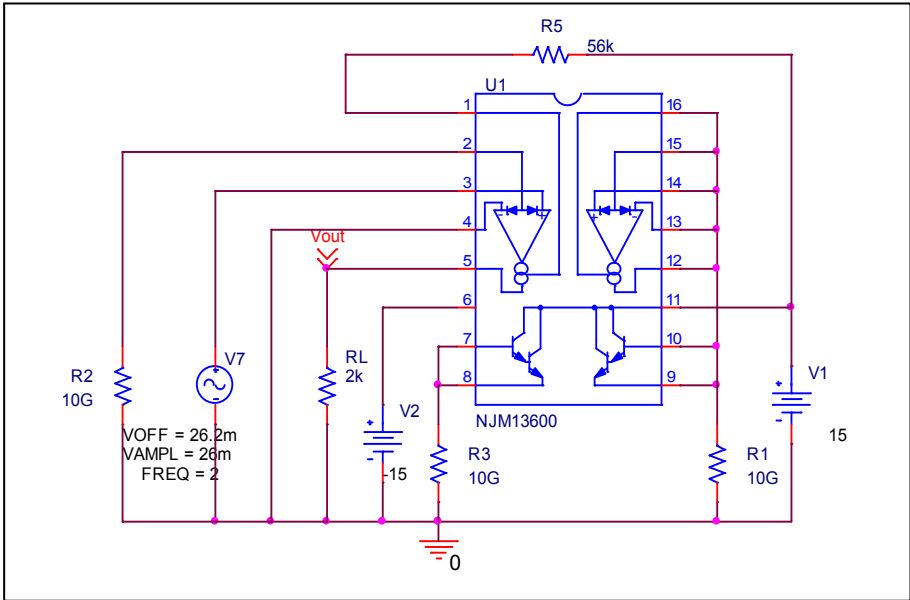 R5
56k
U1
1
16
2
15
3
14
4
13
Vout
5
12
6
11
7
10
8
9
- +
+ -
NJM13600
R2
10G
V7
+
-
VOFF = 26.2m
VAMPL = 26m
FREQ = 2
RL
2k
V2
+
-
-15
R3
10G
R1
10G
V1
+
-
15
0